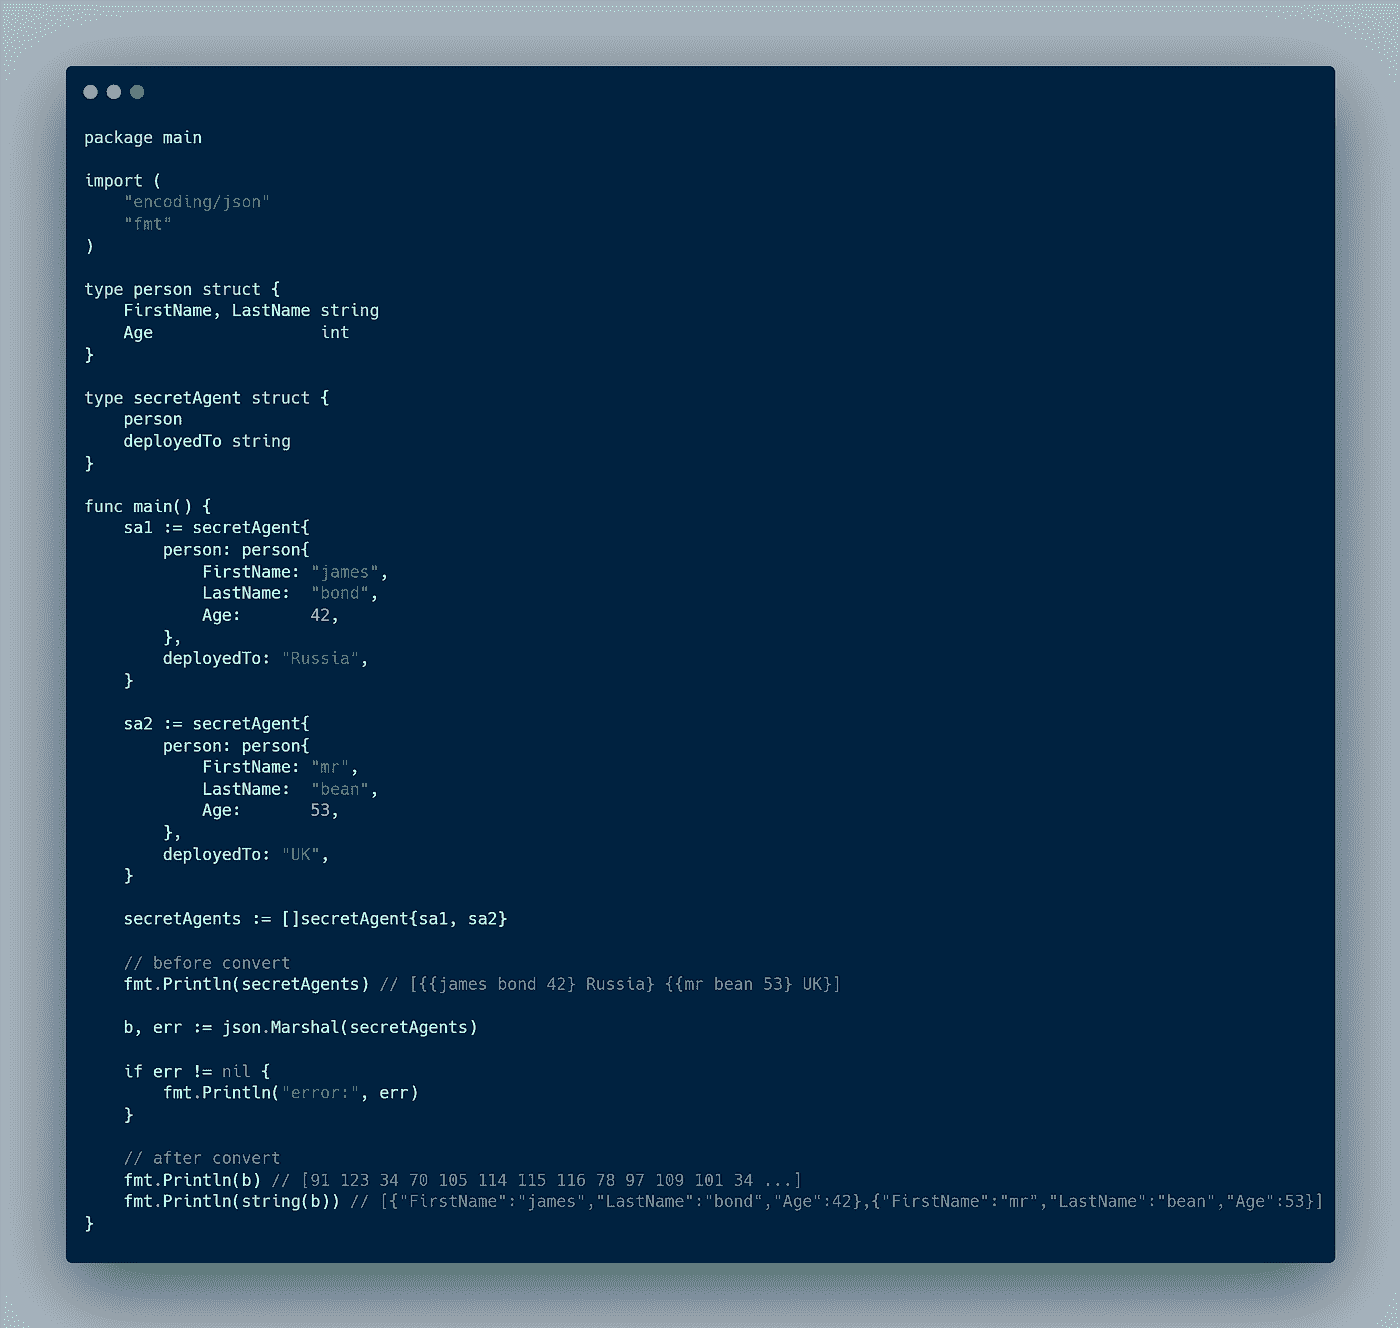 package main
import (
    "encoding/json"
    "fmt"
)
type person struct {
    FirstName, LastName string
    Age                 int
}
type secretAgent struct {
    person
    deployedTo string
}
func main() {
    sa1 := secretAgent{
        person: person{
            FirstName: "james",
            LastName:  "bond",
            Age:       42,
        },
        deployedTo: "Russia",
    }
    sa2 := secretAgent{
        person: person{
            FirstName: "mr",
            LastName:  "bean",
            Age:       53,
        },
        deployedTo: "UK",
    }
    secretAgents := []secretAgent{sa1, sa2}
    // before convert
    fmt.Println(secretAgents) // [{{james bond 42} Russia} {{mr bean 53} UK}]
    b, err := json.Marshal(secretAgents)
    if err != nil {
        fmt.Println("error:", err)
    }
    // after convert
    fmt.Println(b) // [91 123 34 70 105 114 115 116 78 97 109 101 34 ...]
    fmt.Println(string(b)) // [{"FirstName":"james","LastName":"bond","Age":42},{"FirstName":"mr","LastName":"bean","Age":53}]
}